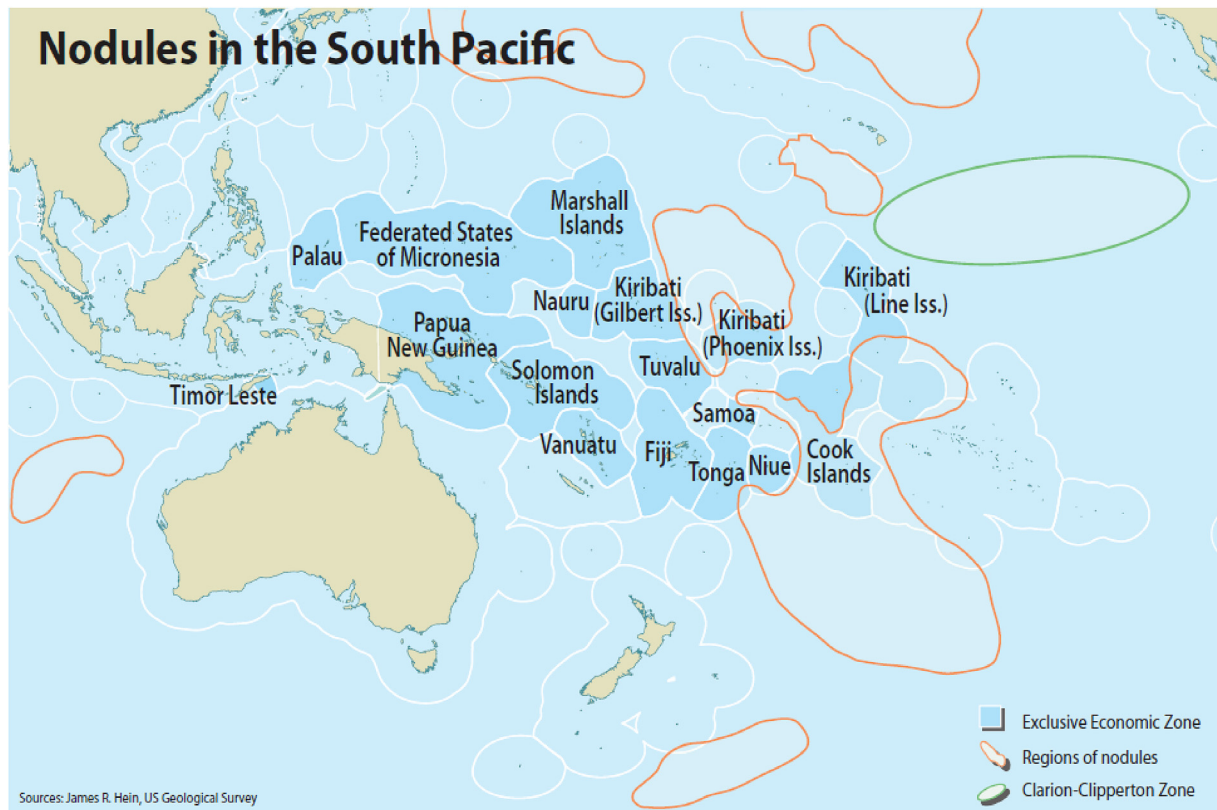 Nodules in the South Pacific
Marshall
Islands
Federated States
of Micronesia
Palau
Kiribati
(Line Iss.)
Nauru
Kiribati
(Gilbert Iss.)
Kiribati
(Phoenix Iss.)
Papua
New Guinea
Tuvalu
Solomon
Islands
Timor Leste
Samoa
Vanuatu
Fiji
Tonga
Niue
Cook
Islands
Exclusive Economic Zone
Regions of nodules
Clarion-Clipperton Zone
Sources: James R. Hein, US Geological Survey